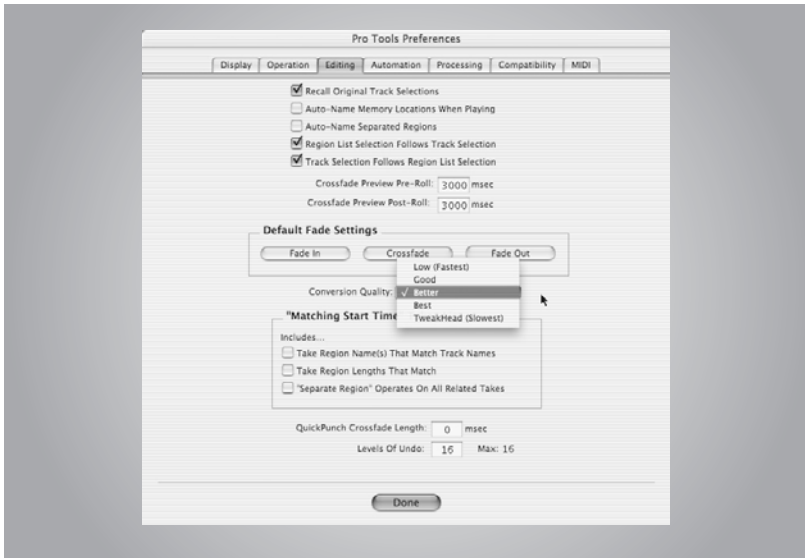 Pro Tools Preferences
Display Operation Editing Automation Processing Compatibility MIDI
Recall Original Track Selections
Auto-Name Memory Locations When Playing
Auto-Name Separated Regions
Region List Selection Follows Track Selection
Track Selection Follows Region List Selection
Crossfade Preview Pre-Roll: 3000 msec
Crossfade Preview Post-Roll: 3000 msec
Default Fade Settings
Fade In Crossfade Fade Out
Low (Fastest)
Good
Conversion Quality: ✓ Better
Best
"Matching Start Time
TweakHead (Slowest)
Includes...
Take Region Name(s) That Match Track Names
Take Region Lengths That Match
"Separate Region" Operates On All Related Takes
QuickPunch Crossfade Length: 0 msec
Levels Of Undo: 16 Max: 16
Done